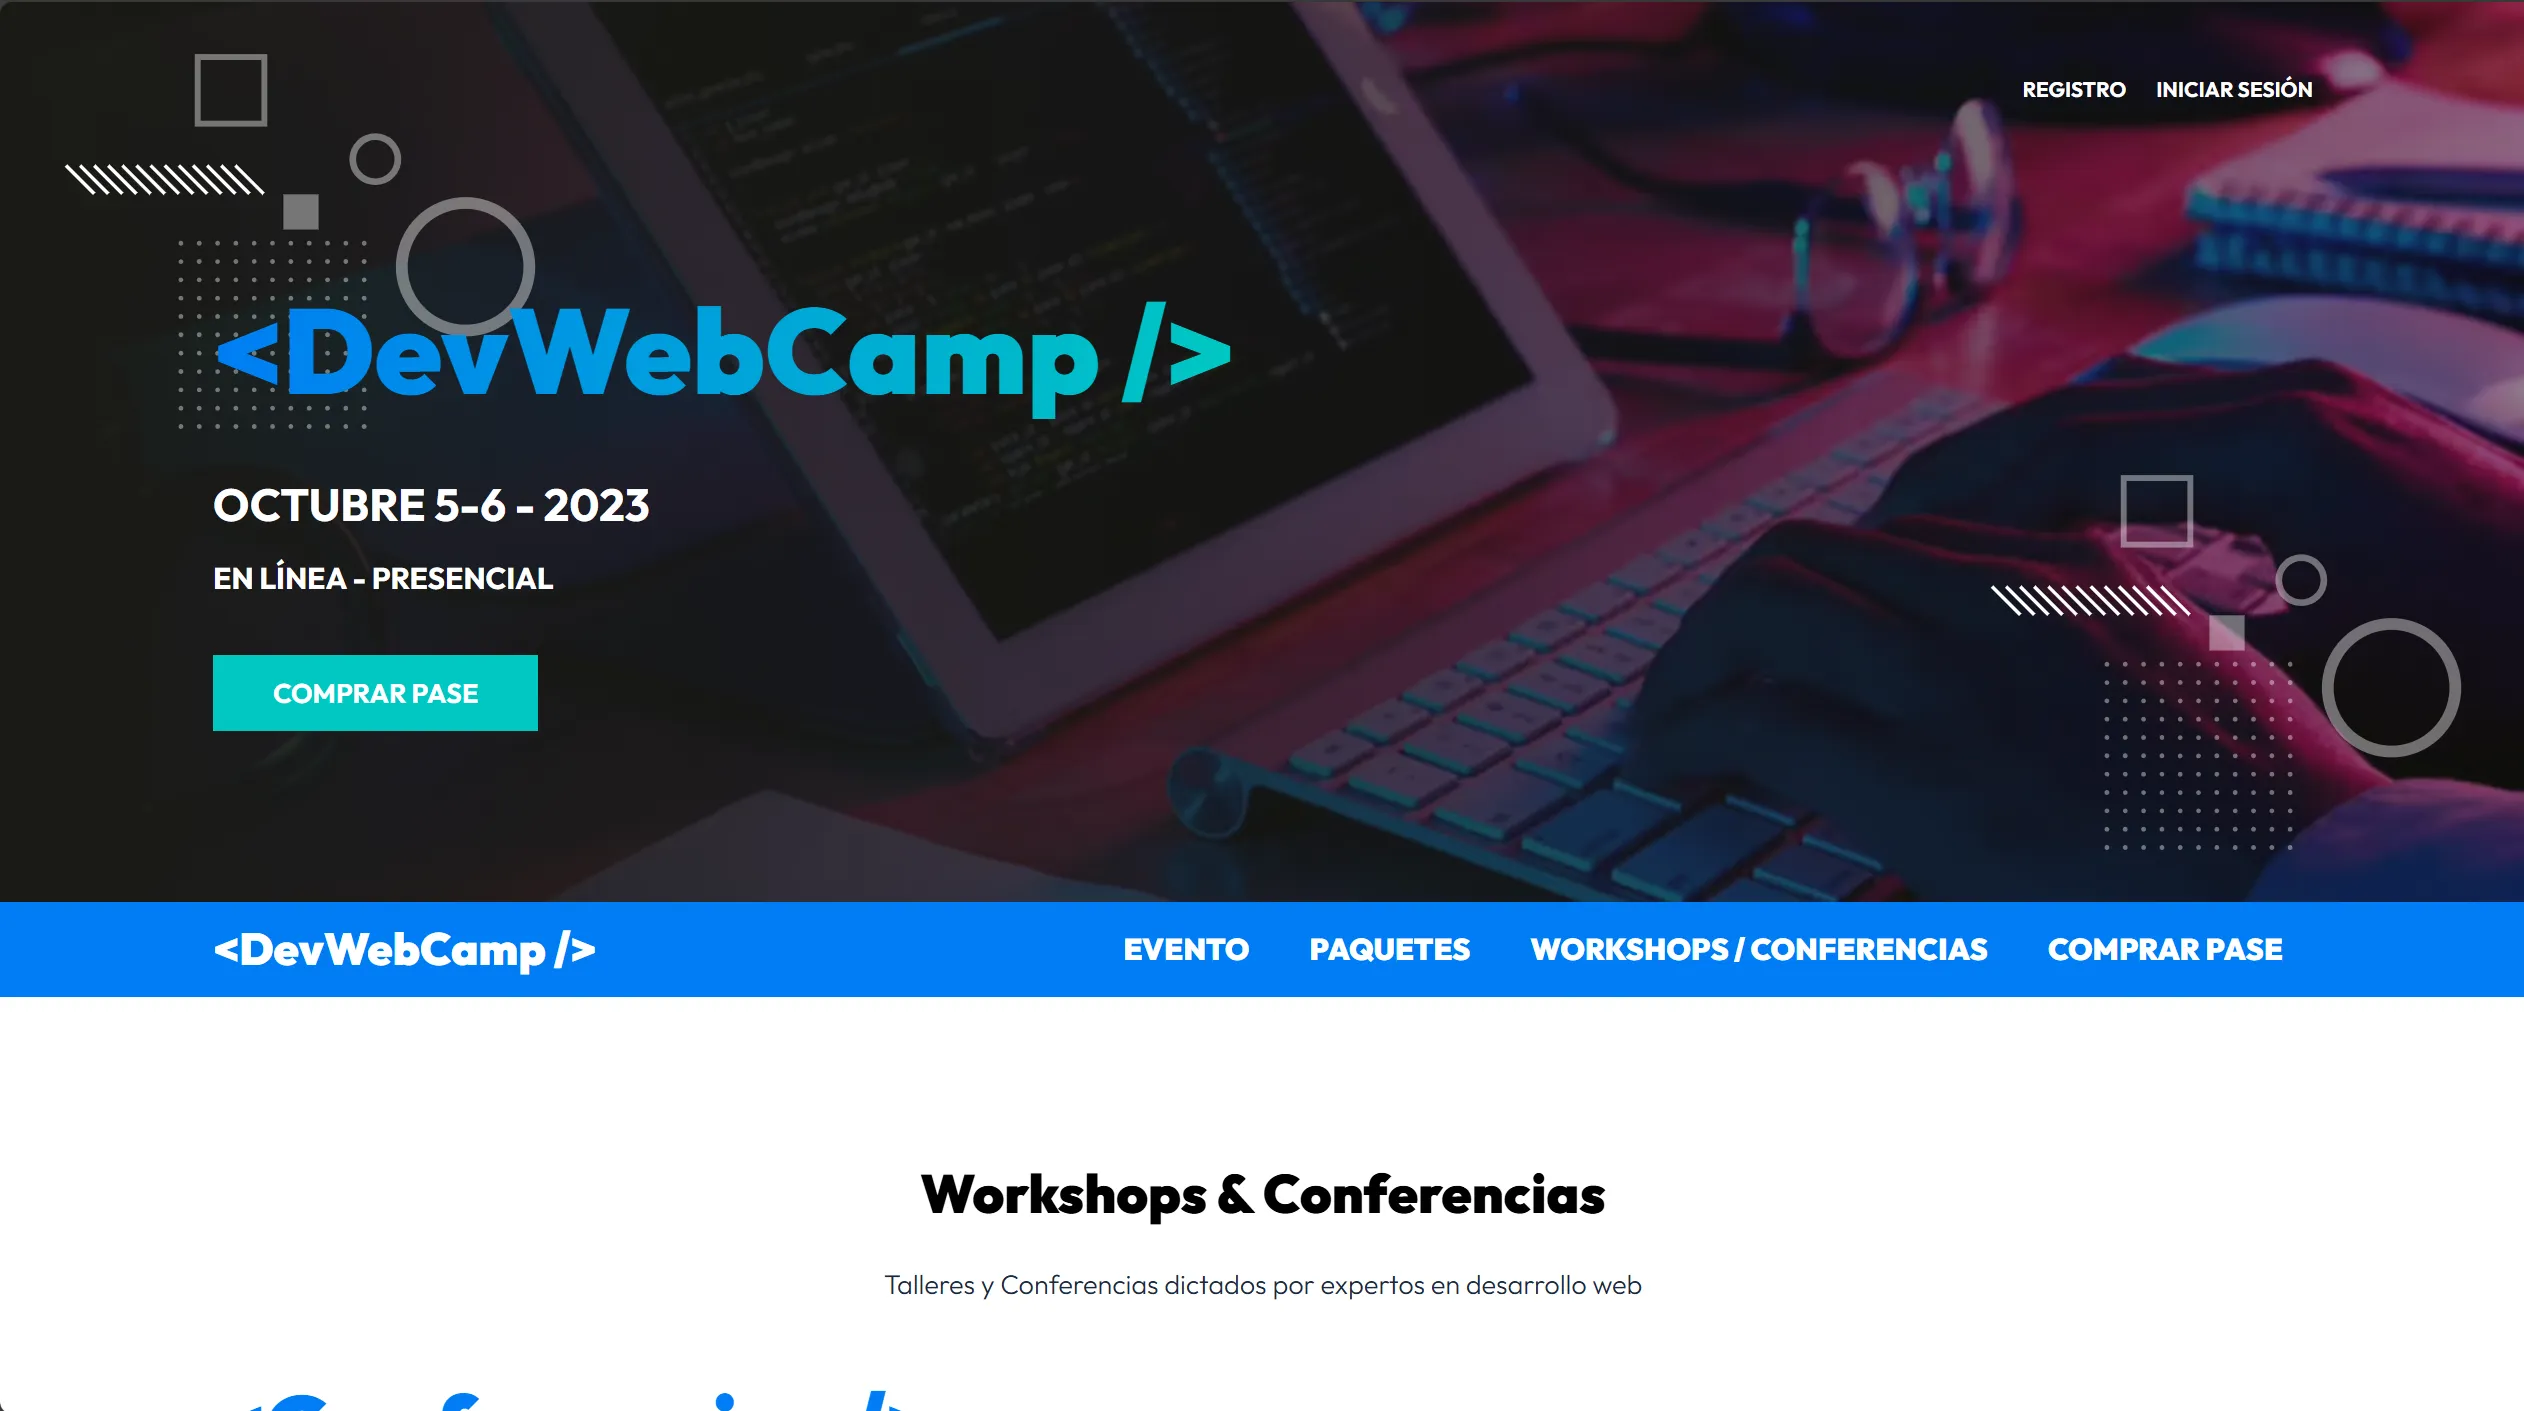 REGISTRO INICIAR SESIÓN
<DevWebCamp />
OCTUBRE 5-6 - 2023
EN LÍNEA - PRESENCIAL
COMPRAR PASE
<DevWebCamp /> EVENTO PAQUETES WORKSHOPS / CONFERENCIAS COMPRAR PASE
Workshops & Conferencias
Talleres y Conferencias dictados por expertos en desarrollo web